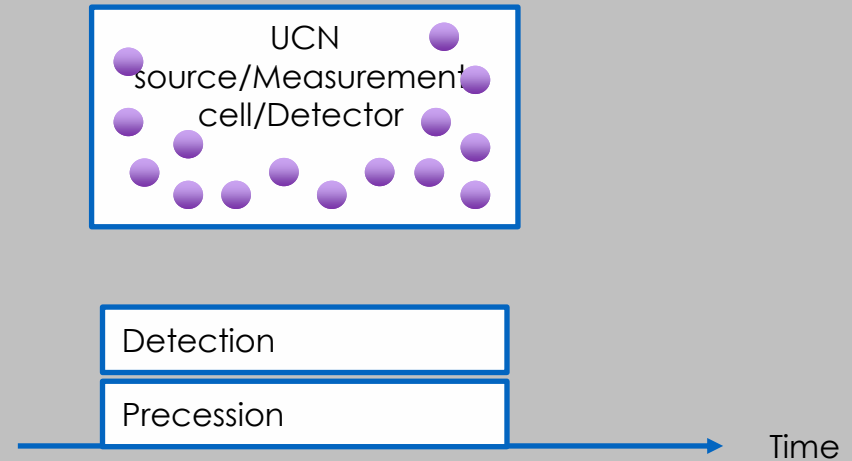 UCN
source/Measurement
cell/Detector
Detection
Precession
Time